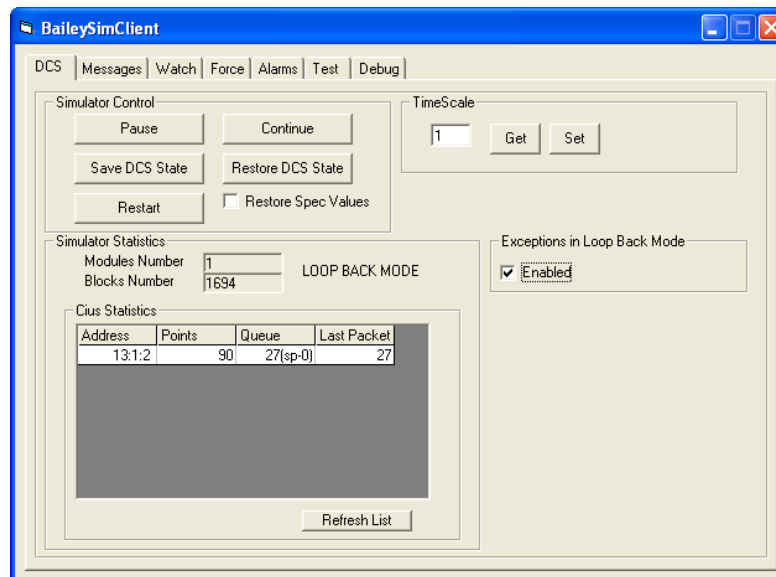 BaileySimClient
DCS Messages Watch Force Alarms Test Debug
Simulator Control
Pause Continue
Save DCS State Restore DCS State
Restart Restore Spec Values
TimeScale
1 Get Set
Simulator Statistics
Modules Number 1
Blocks Number 1694
LOOP BACK MODE
Exceptions in Loop Back Mode
Enabled
Cius Statistics
Address Points Queue Last Packet
13:1:2 90 27(sp-0) 27
Refresh List